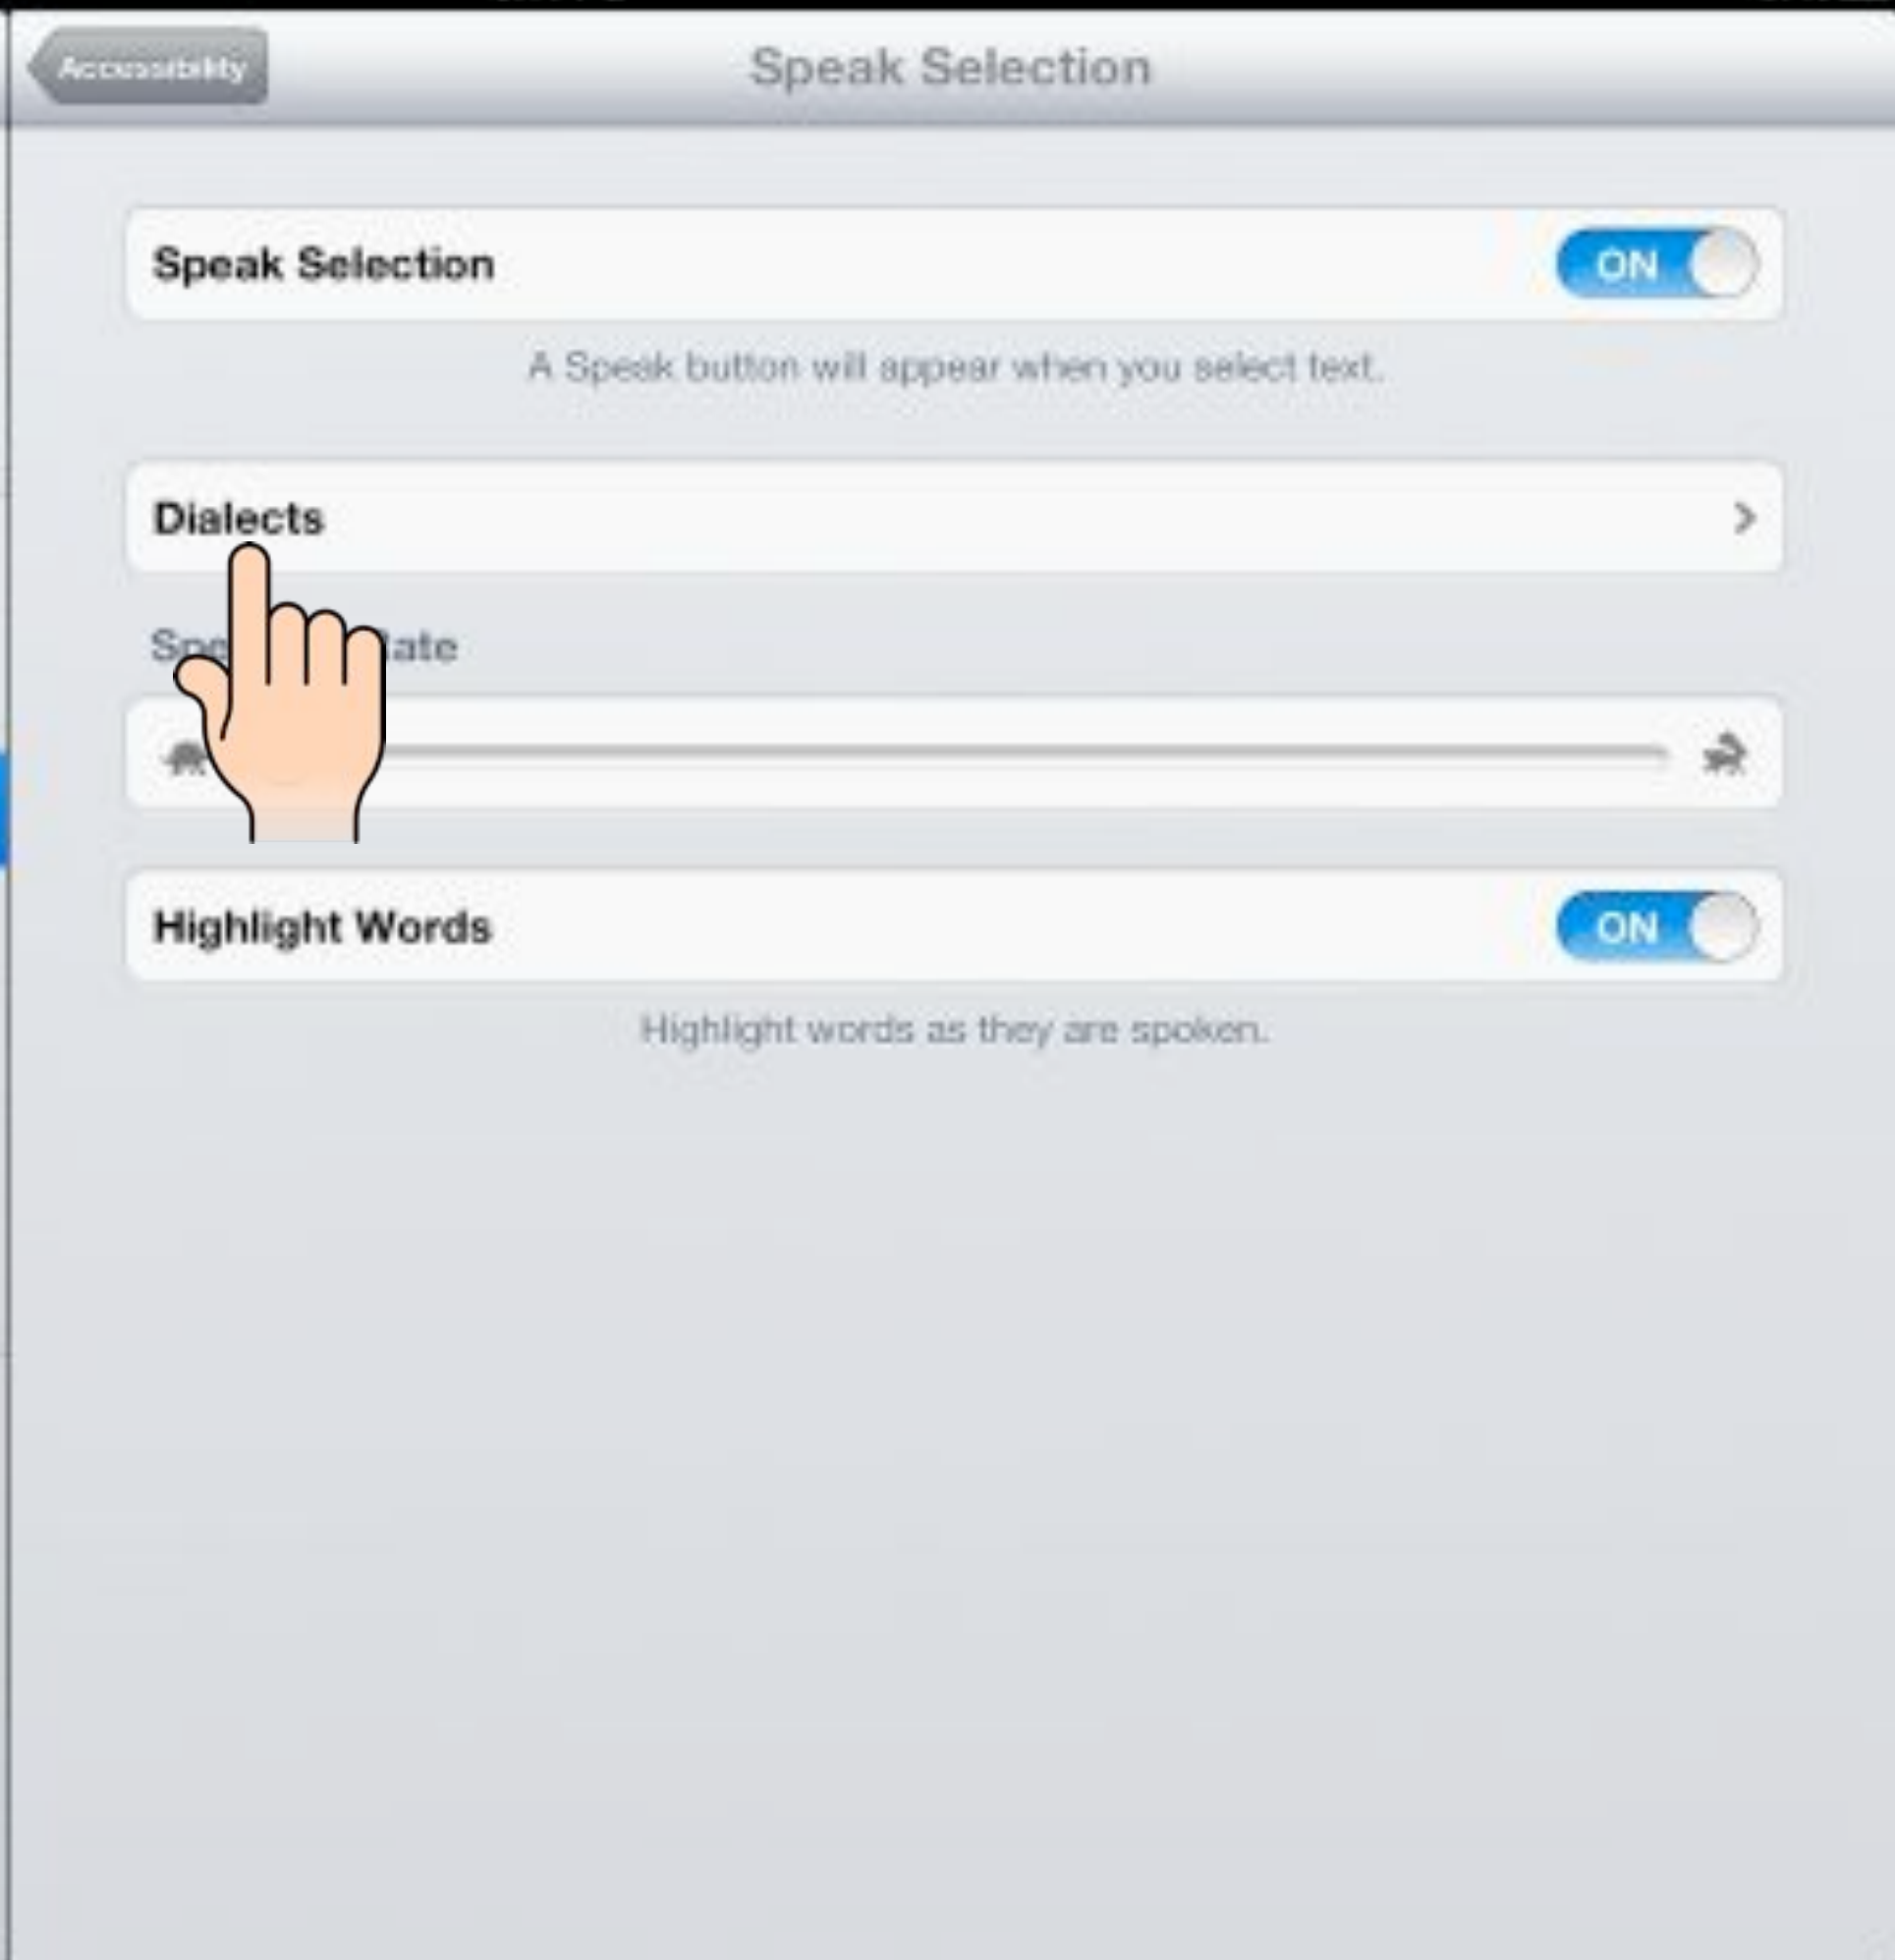 Accessibility
Speak Selection
Speak Selection
ON
A Speak button will appear when you select text.
Dialects
Highlight Words
ON
Highlight words as they are spoken.